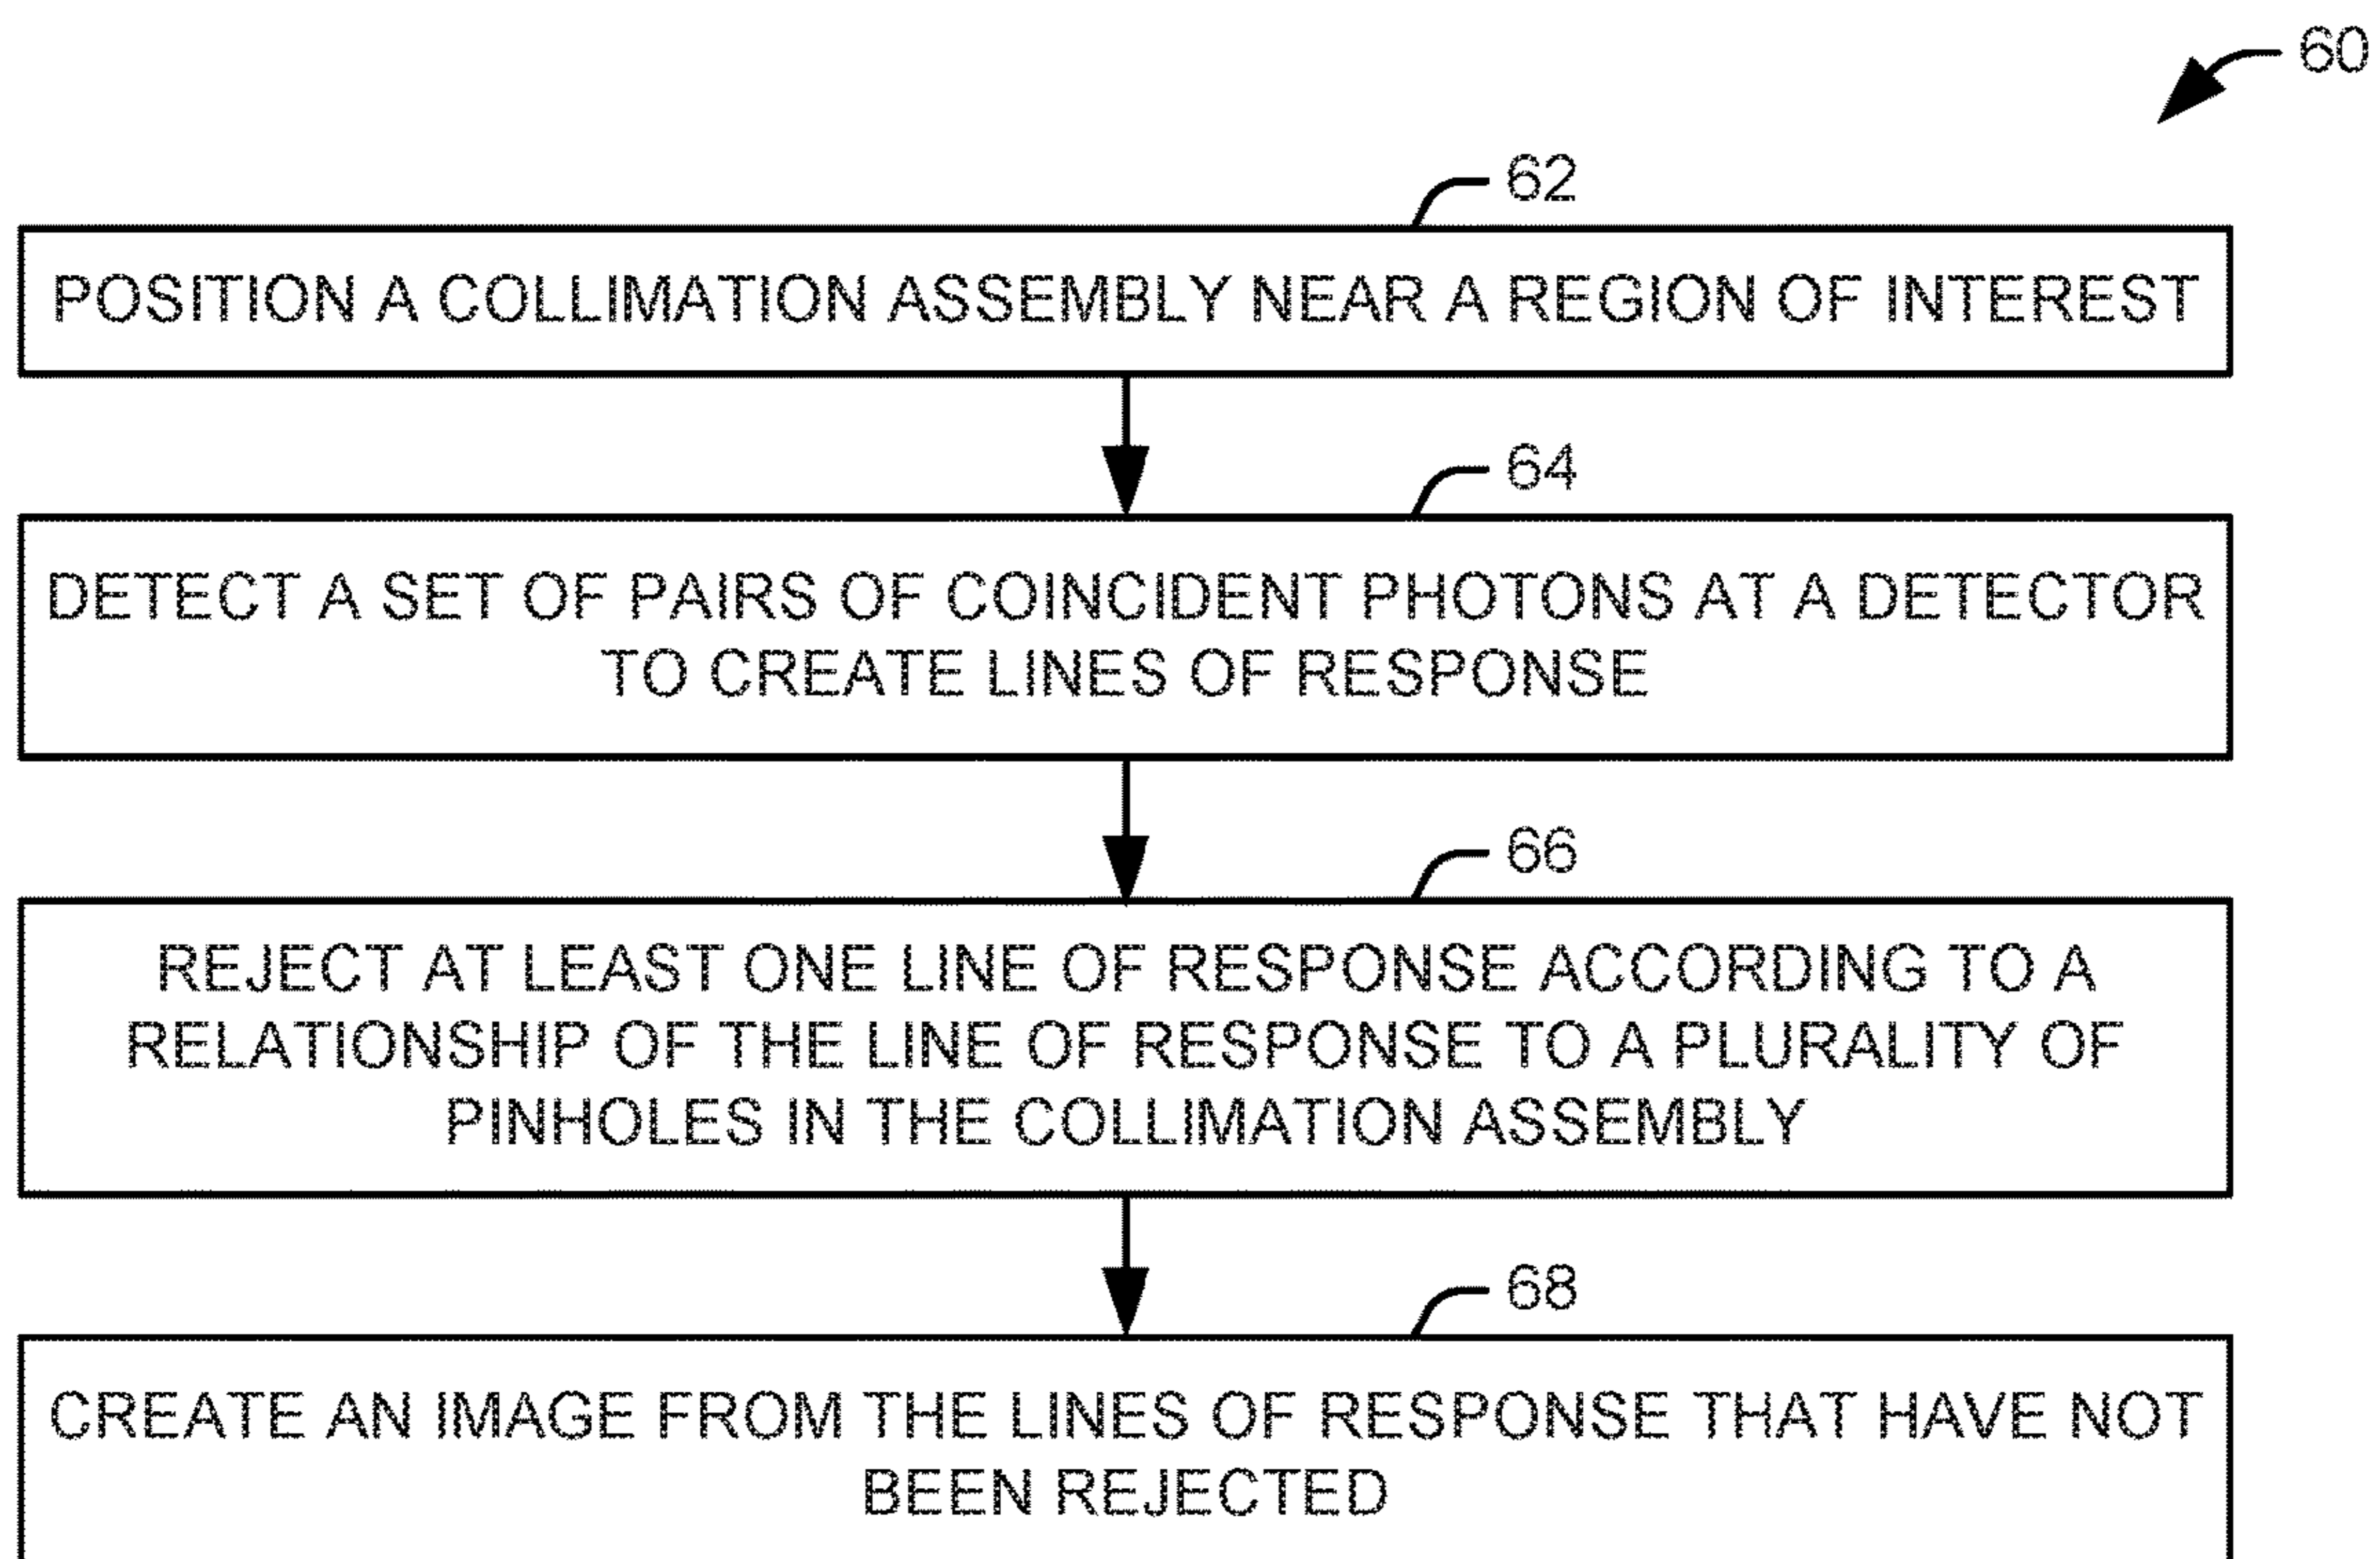 60
62
POSITION A COLLIMATION ASSEMBLY NEAR A REGION OF INTEREST
64
DETECT A SET OF PAIRS OF COINCIDENT PHOTONS AT A DETECTOR
TO CREATE LINES OF RESPONSE
66
REJECT AT LEAST ONE LINE OF RESPONSE ACCORDING TO A
RELATIONSHIP OF THE LINE OF RESPONSE TO A PLURALITY OF
PINHOLES IN THE COLLIMATION ASSEMBLY
68
CREATE AN IMAGE FROM THE LINES OF RESPONSE THAT HAVE NOT
BEEN REJECTED